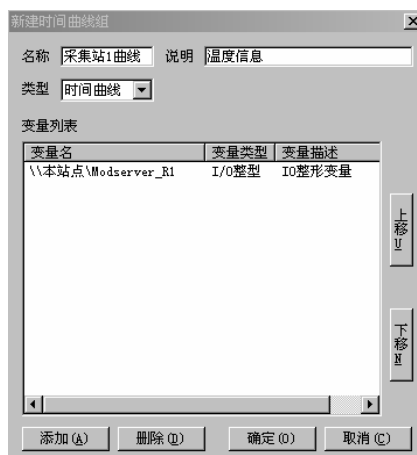 新建时间曲线组
名称 采集站1曲线 说明 温度信息
类型 时间曲线
变量列表
变量名 变量类型 变量描述
\\本站点\Modserver_R1 I/O整型 IO整形变量
上移U
下移N
添加(A) 删除(D) 确定(O) 取消(C)